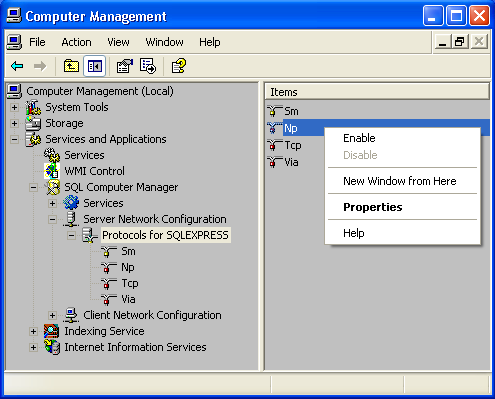 Computer Management
File Action View Window Help
Computer Management (Local)
System Tools
Storage
Services and Applications
Services
WMI Control
SQL Computer Manager
Services
Server Network Configuration
Protocols for SQLEXPRESS
Sm
Np
Tcp
Via
Client Network Configuration
Indexing Service
Internet Information Services
Items
Sm
Np
Tcp
Via
Enable
Disable
New Window from Here
Properties
Help